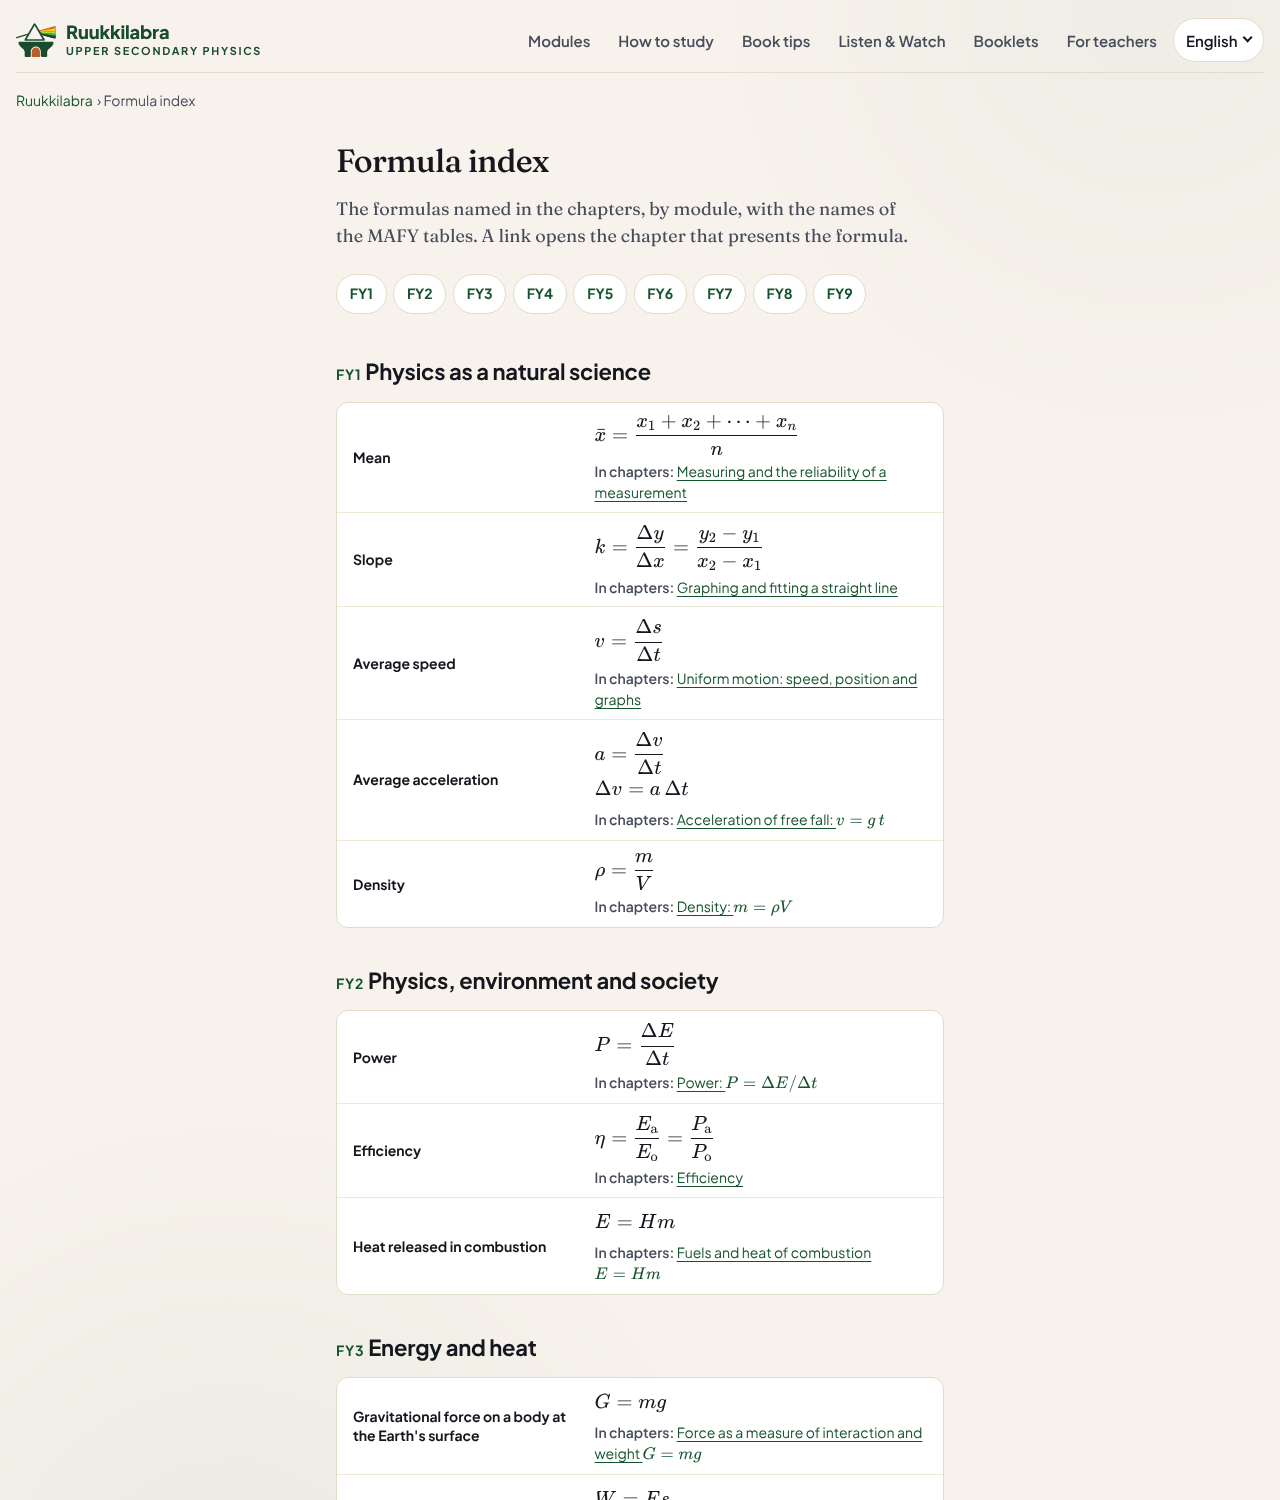 Ruukkilabra
UPPER SECONDARY PHYSICS
Modules
How to study
Book tips
Listen & Watch
Booklets
For teachers
English
Ruukkilabra › Formula index
Formula index
The formulas named in the chapters, by module, with the names of
the MAFY tables. A link opens the chapter that presents the formula.
FY1 FY2 FY3 FY4 FY5 FY6 FY7 FY8 FY9
FY1 Physics as a natural science
Mean
x̄ = (x₁ + x₂ + ⋯ + xₙ) / n
In chapters: Measuring and the reliability of a
measurement
Slope
k = Δy/Δx = (y₂ − y₁)/(x₂ − x₁)
In chapters: Graphing and fitting a straight line
Average speed
v = Δs/Δt
In chapters: Uniform motion: speed, position and
graphs
Average acceleration
a = Δv/Δt
Δv = a Δt
In chapters: Acceleration of free fall: v = g t
Density
ρ = m/V
In chapters: Density: m = ρV
FY2 Physics, environment and society
Power
P = ΔE/Δt
In chapters: Power: P = ΔE/Δt
Efficiency
η = Eₐ/Eₒ = Pₐ/Pₒ
In chapters: Efficiency
Heat released in combustion
E = Hm
In chapters: Fuels and heat of combustion
E = Hm
FY3 Energy and heat
Gravitational force on a body at
the Earth's surface
G = mg
In chapters: Force as a measure of interaction and
weight G = mg
W = Fs